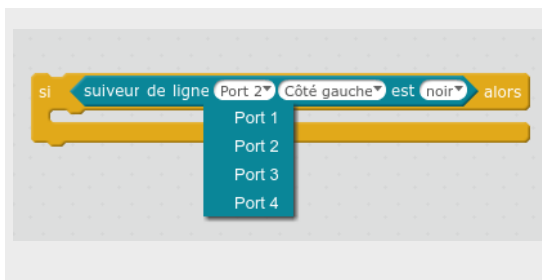 si suiveur de ligne Port 2 Côté gauche est noir alors
Port 1
Port 2
Port 3
Port 4